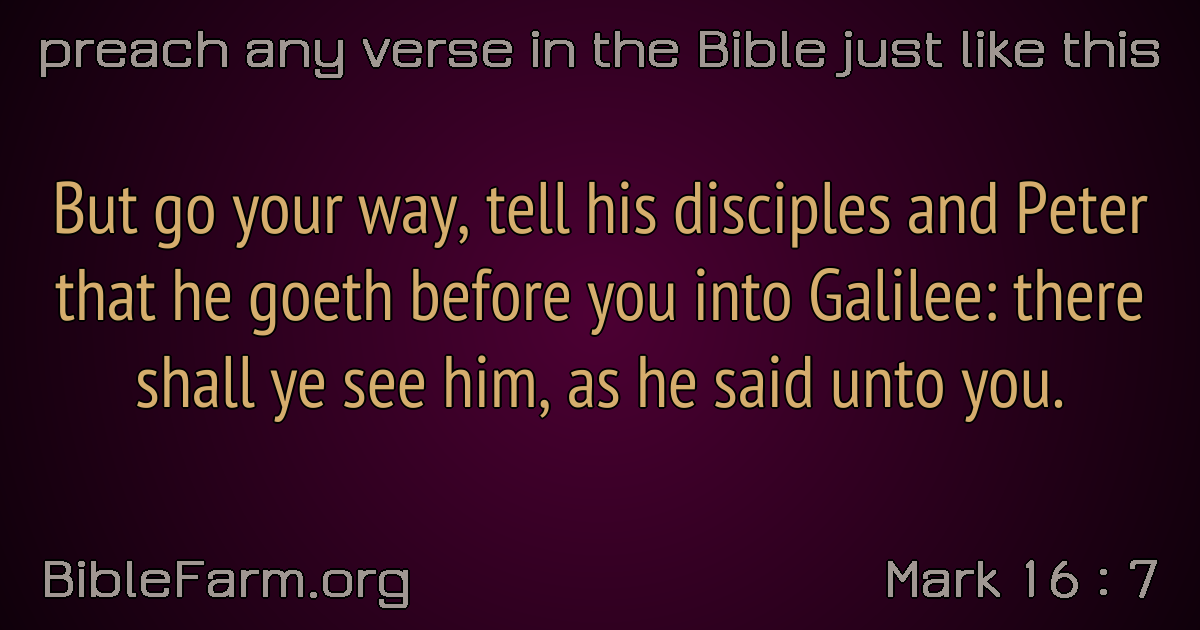 preach any verse in the Bible just like this
But go your way, tell his disciples and Peter
that he goeth before you into Galilee: there
shall ye see him, as he said unto you.
BibleFarm.org
Mark 16 : 7